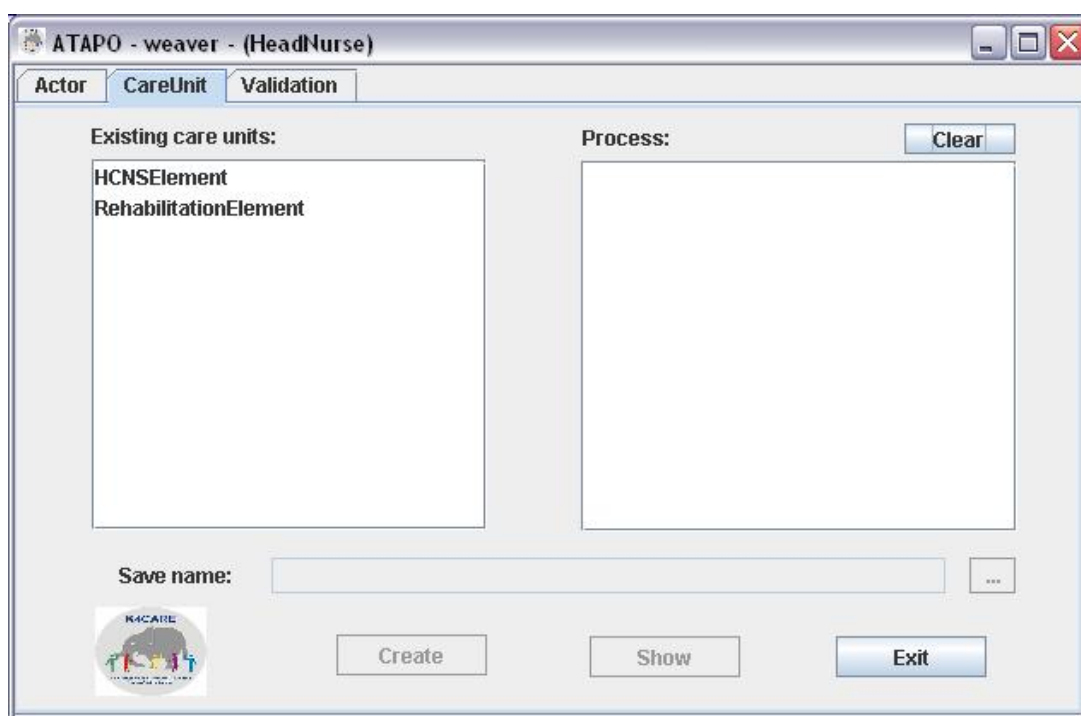 ATAPO - weaver - (HeadNurse)
Actor CareUnit Validation
Existing care units:
Process:
Clear
HCNSElement
RehabilitationElement
Save name:
...
K4CARE
Create
Show
Exit